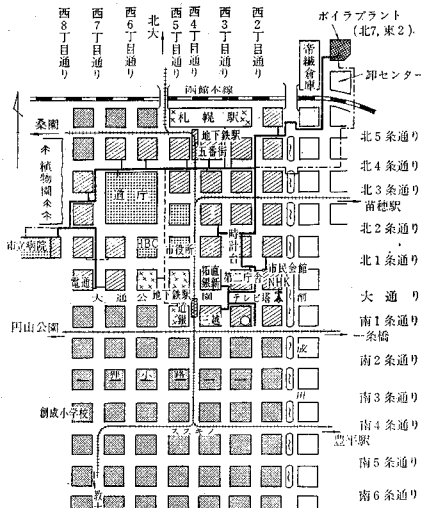 西8丁目通り
西7丁目通り
西6丁目通り
北大
西5丁目通り
西4丁目通り
西3丁目通り
西2丁目通り
ボイラプラント
(北7,東2)
帝繊倉庫
卸センター
函館本線
札幌駅
桑園
地下鉄駅
五番街
北5条通り
植物園
北4条通り
道庁
北3条通り
苗穂駅
北2条通り
時計台
市立病院
HBC
市役所
北1条通り
市民会館
電通
拓銀
第二庁舎
NHK
大通公
地下鉄駅
テレビ塔
大通り
道銀
三越
南1条通り
円山公園
一条橋
南2条通り
狸小路
南3条通り
創成小学校
南4条通り
ススキノ
豊平駅
南5条通り
南6条通り